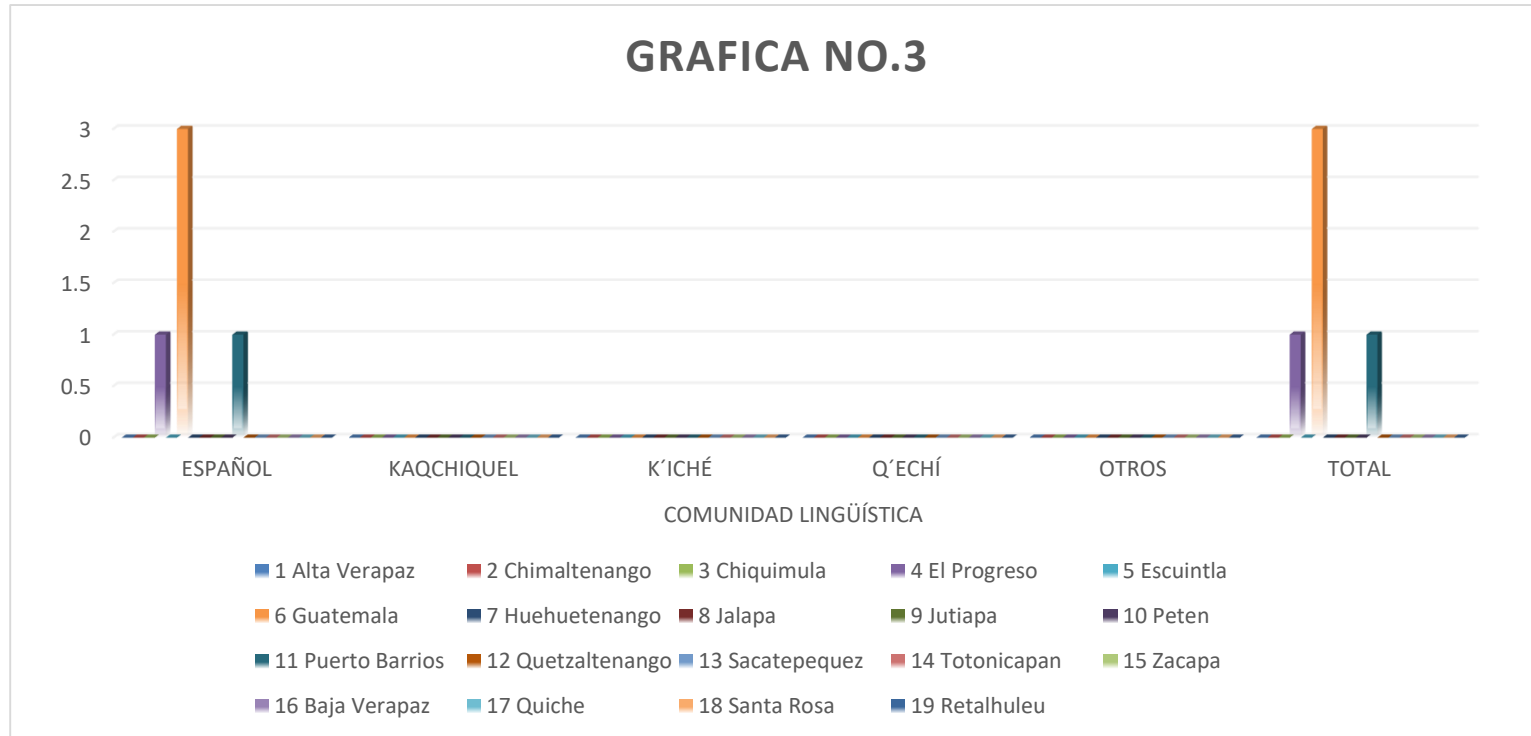 GRAFICA NO.3
3
2.5
2
1.5
1
0.5
0
ESPAÑOL KAQCHIQUEL K´ICHÉ Q´ECHÍ OTROS TOTAL
COMUNIDAD LINGÜÍSTICA
1 Alta Verapaz 2 Chimaltenango 3 Chiquimula 4 El Progreso 5 Escuintla
6 Guatemala 7 Huehuetenango 8 Jalapa 9 Jutiapa 10 Peten
11 Puerto Barrios 12 Quetzaltenango 13 Sacatepequez 14 Totonicapan 15 Zacapa
16 Baja Verapaz 17 Quiche 18 Santa Rosa 19 Retalhuleu